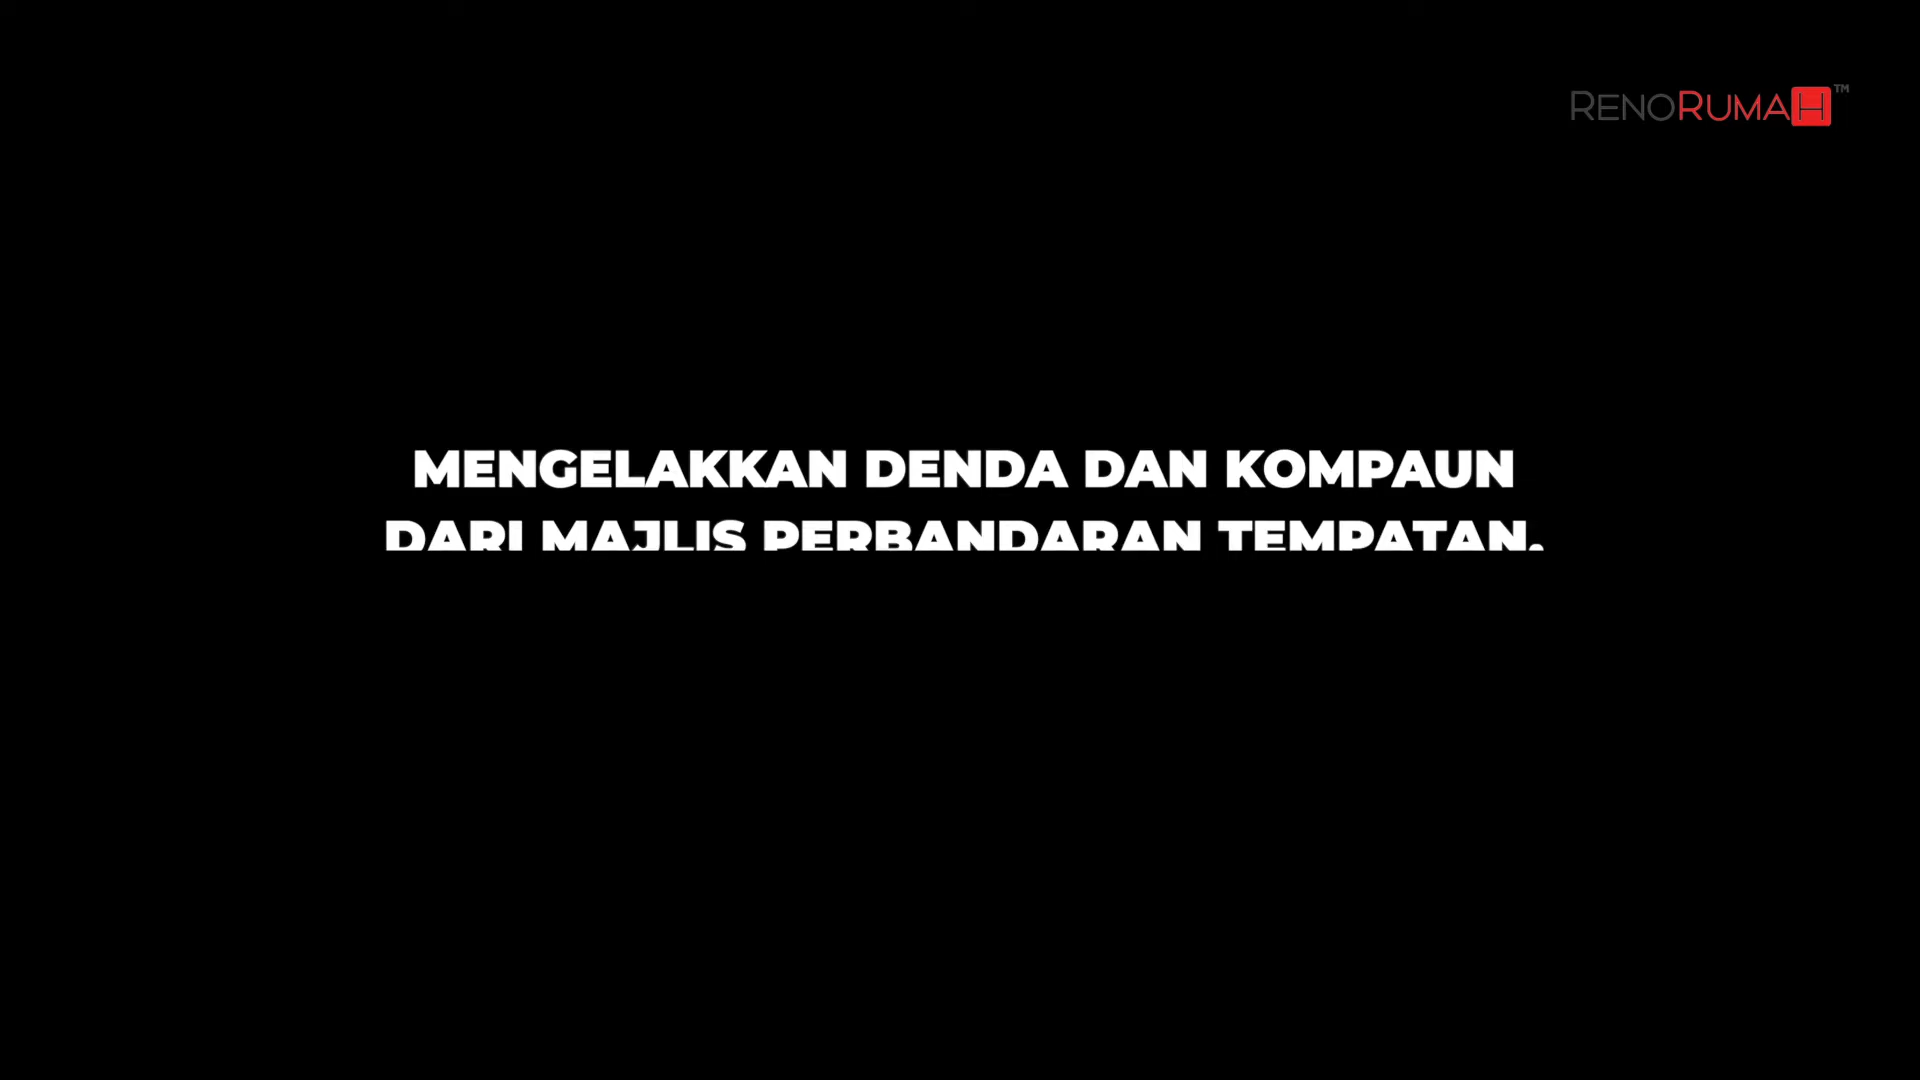 RENORUMAH™
MENGELAKKAN DENDA DAN KOMPAUN
DARI MAJLIS PERBANDARAN TEMPATAN.